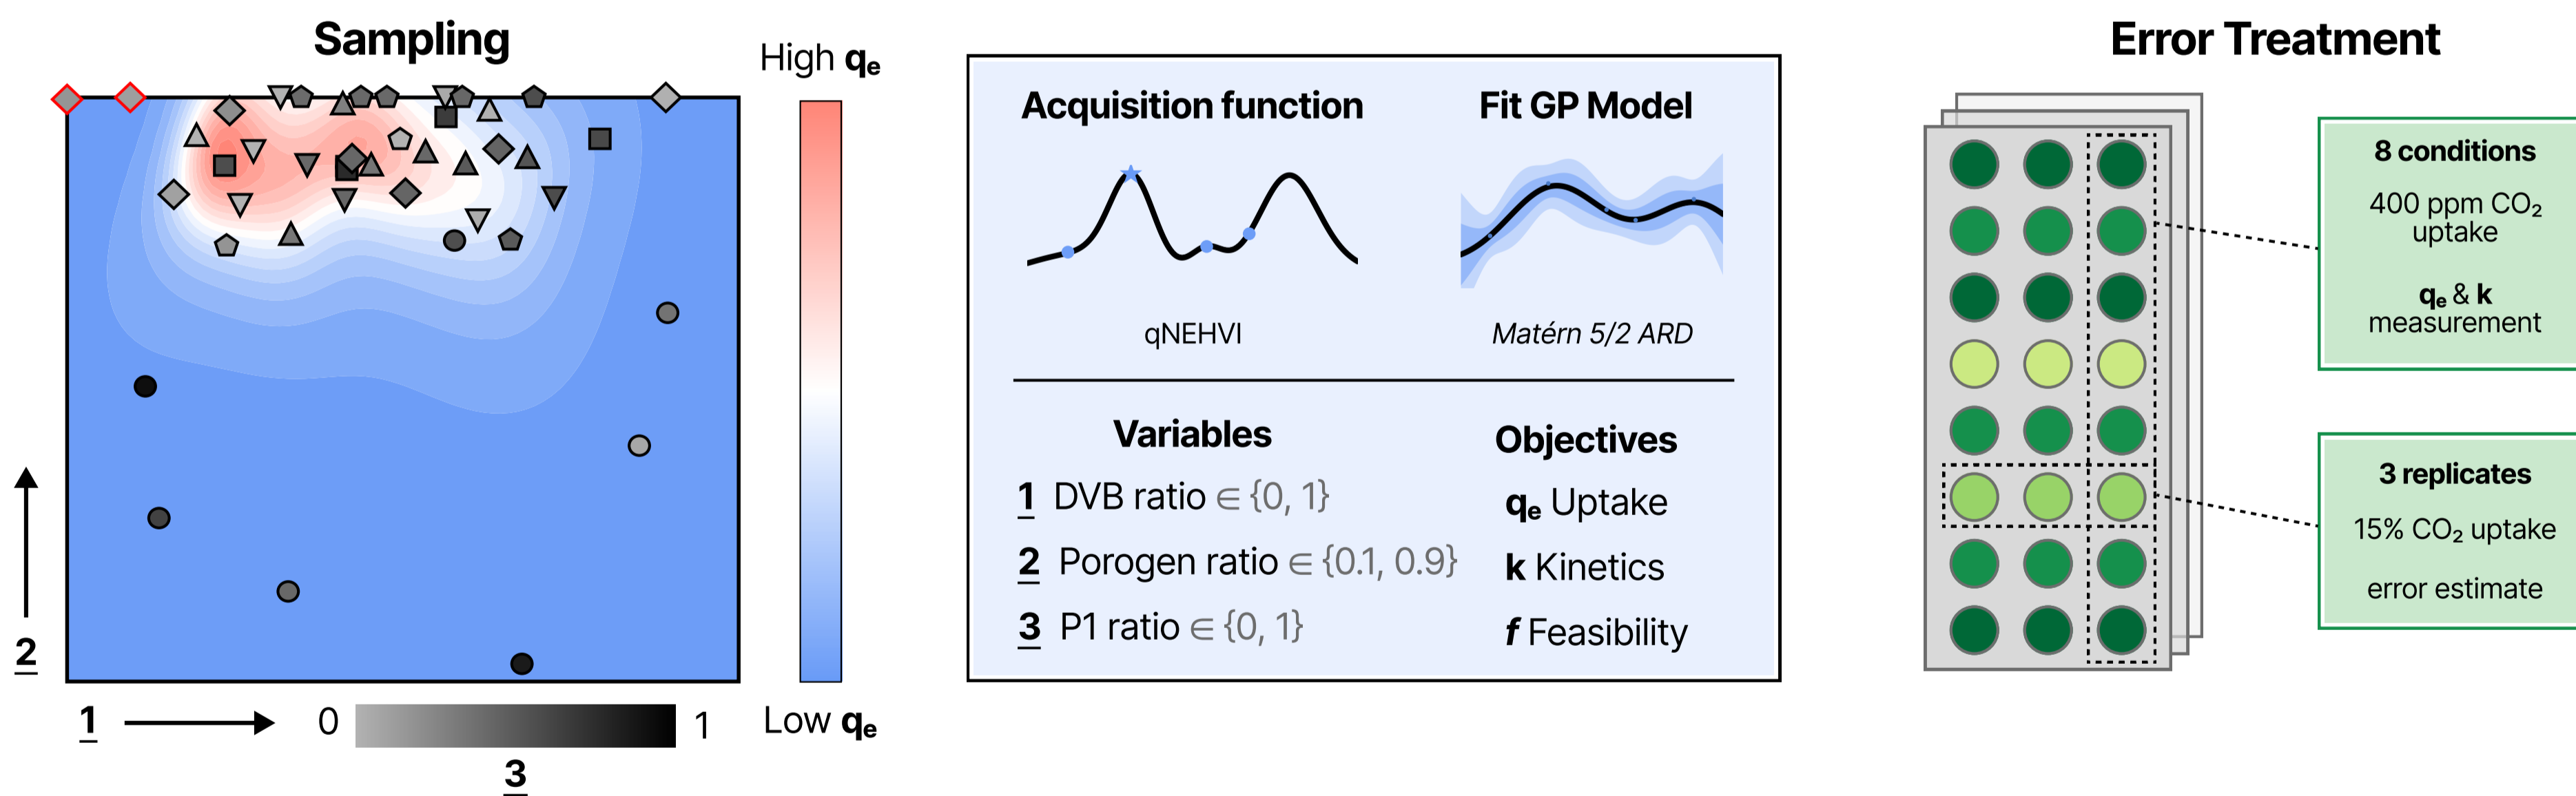 Sampling
High qₑ
2
1
0
1
3
Low qₑ
Acquisition function
Fit GP Model
qNEHVI
Matérn 5/2 ARD
Variables
Objectives
1 DVB ratio ∈ {0, 1}
qₑ Uptake
2 Porogen ratio ∈ {0.1, 0.9}
k Kinetics
3 P1 ratio ∈ {0, 1}
f Feasibility
Error Treatment
8 conditions
400 ppm CO₂
uptake
qₑ & k
measurement
3 replicates
15% CO₂ uptake
error estimate